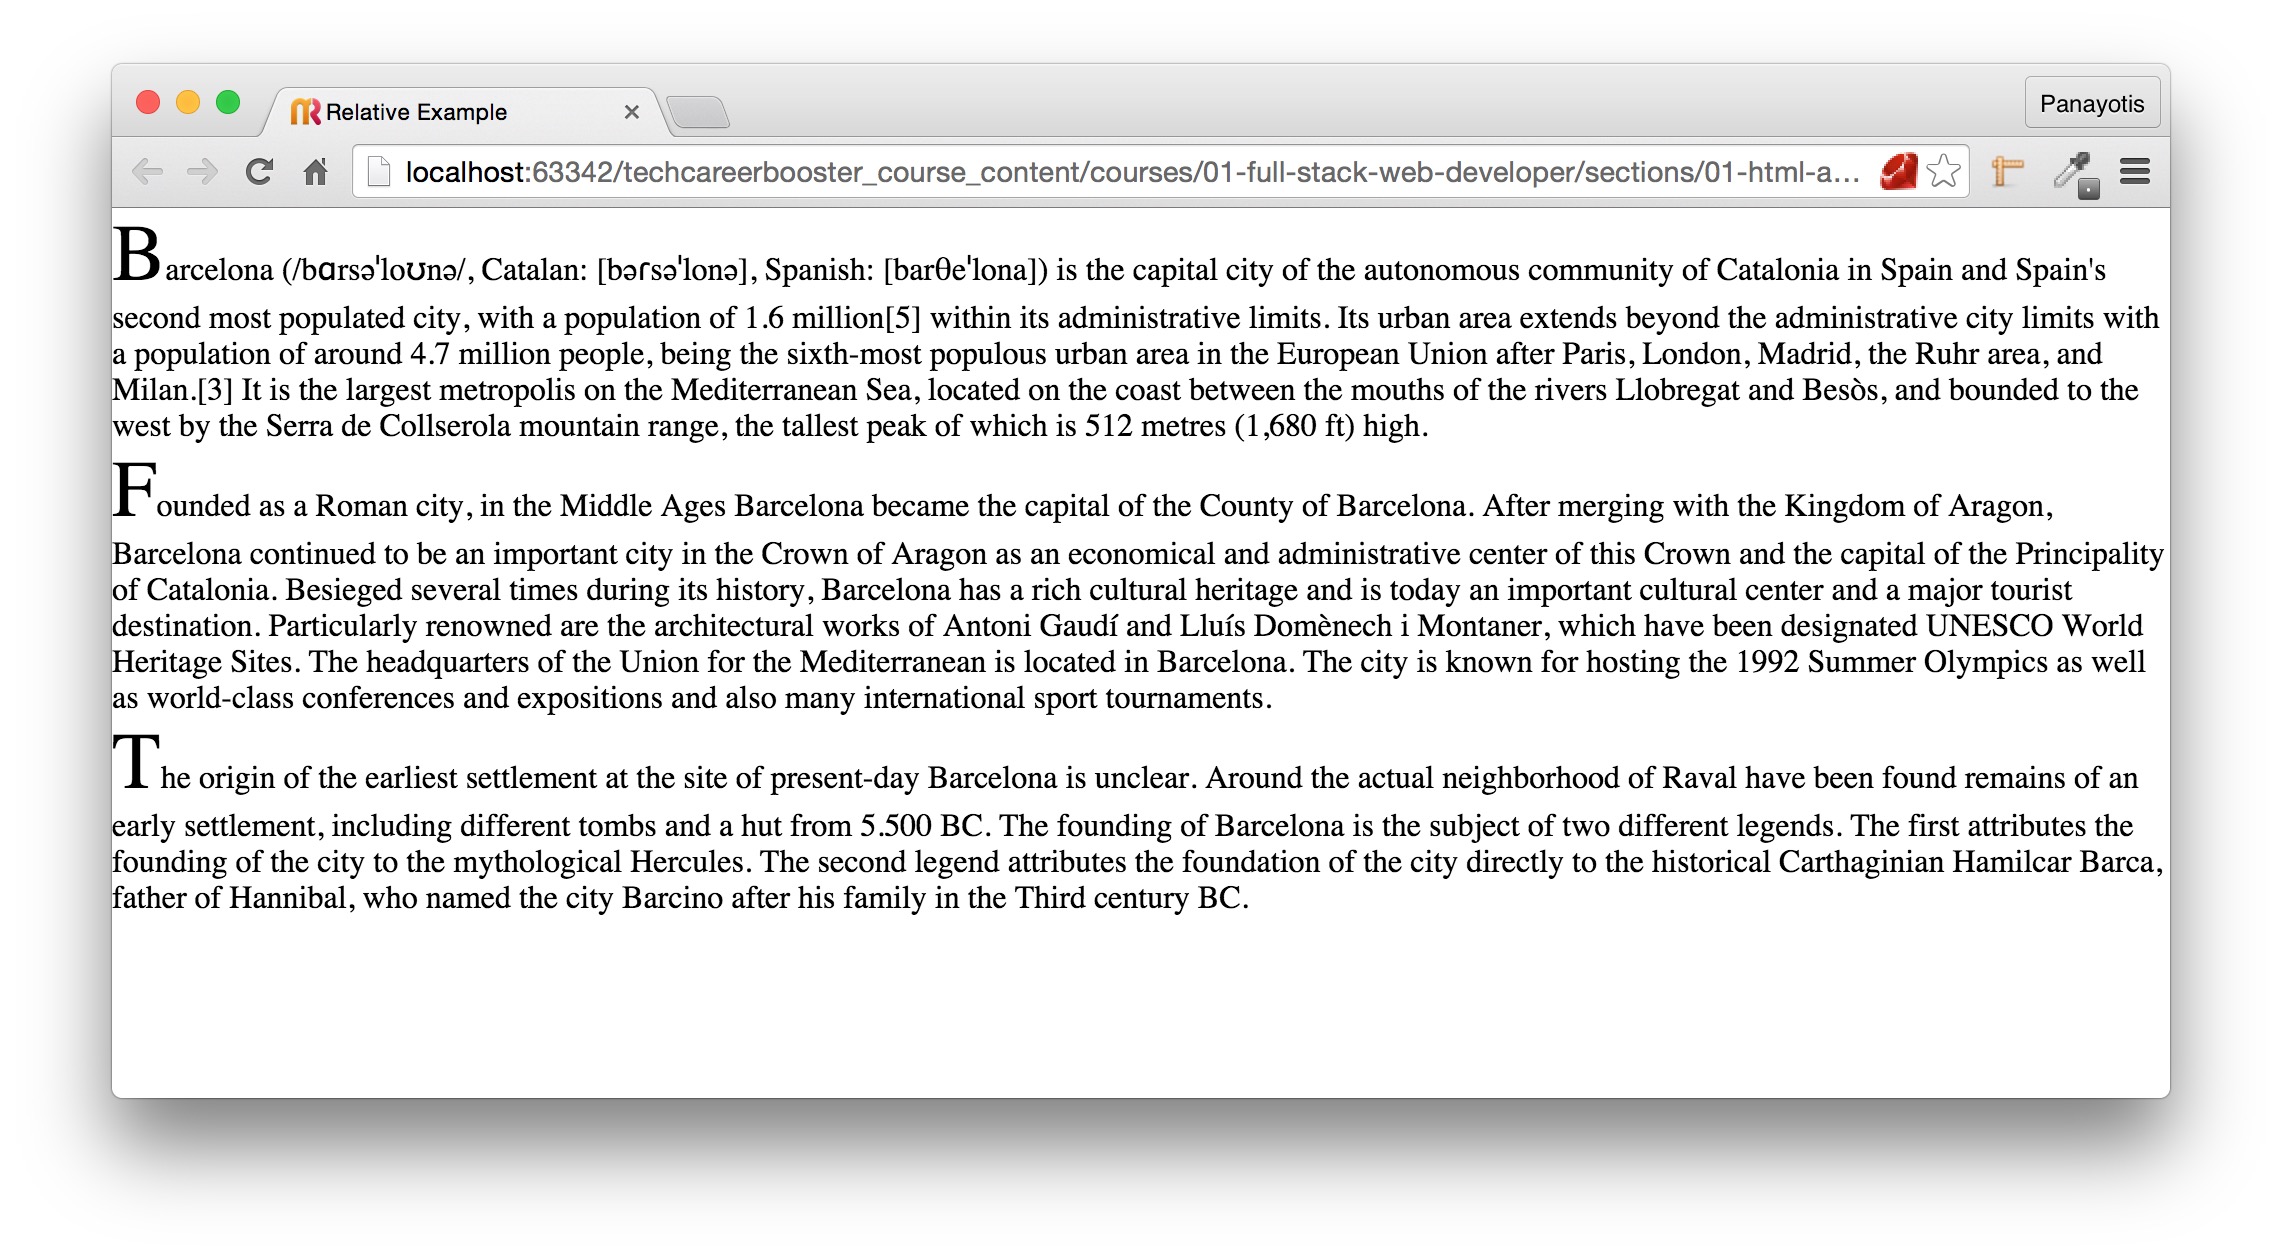 Relative Example
Panayotis
localhost:63342/techcareerbooster_course_content/courses/01-full-stack-web-developer/sections/01-html-a...
Barcelona (/bɑrsəˈloʊnə/, Catalan: [bərsəˈlonə], Spanish: [barθeˈlona]) is the capital city of the autonomous community of Catalonia in Spain and Spain's
second most populated city, with a population of 1.6 million[5] within its administrative limits. Its urban area extends beyond the administrative city limits with
a population of around 4.7 million people, being the sixth-most populous urban area in the European Union after Paris, London, Madrid, the Ruhr area, and
Milan.[3] It is the largest metropolis on the Mediterranean Sea, located on the coast between the mouths of the rivers Llobregat and Besòs, and bounded to the
west by the Serra de Collserola mountain range, the tallest peak of which is 512 metres (1,680 ft) high.
Founded as a Roman city, in the Middle Ages Barcelona became the capital of the County of Barcelona. After merging with the Kingdom of Aragon,
Barcelona continued to be an important city in the Crown of Aragon as an economical and administrative center of this Crown and the capital of the Principality
of Catalonia. Besieged several times during its history, Barcelona has a rich cultural heritage and is today an important cultural center and a major tourist
destination. Particularly renowned are the architectural works of Antoni Gaudí and Lluís Domènech i Montaner, which have been designated UNESCO World
Heritage Sites. The headquarters of the Union for the Mediterranean is located in Barcelona. The city is known for hosting the 1992 Summer Olympics as well
as world-class conferences and expositions and also many international sport tournaments.
The origin of the earliest settlement at the site of present-day Barcelona is unclear. Around the actual neighborhood of Raval have been found remains of an
early settlement, including different tombs and a hut from 5.500 BC. The founding of Barcelona is the subject of two different legends. The first attributes the
founding of the city to the mythological Hercules. The second legend attributes the foundation of the city directly to the historical Carthaginian Hamilcar Barca,
father of Hannibal, who named the city Barcino after his family in the Third century BC.